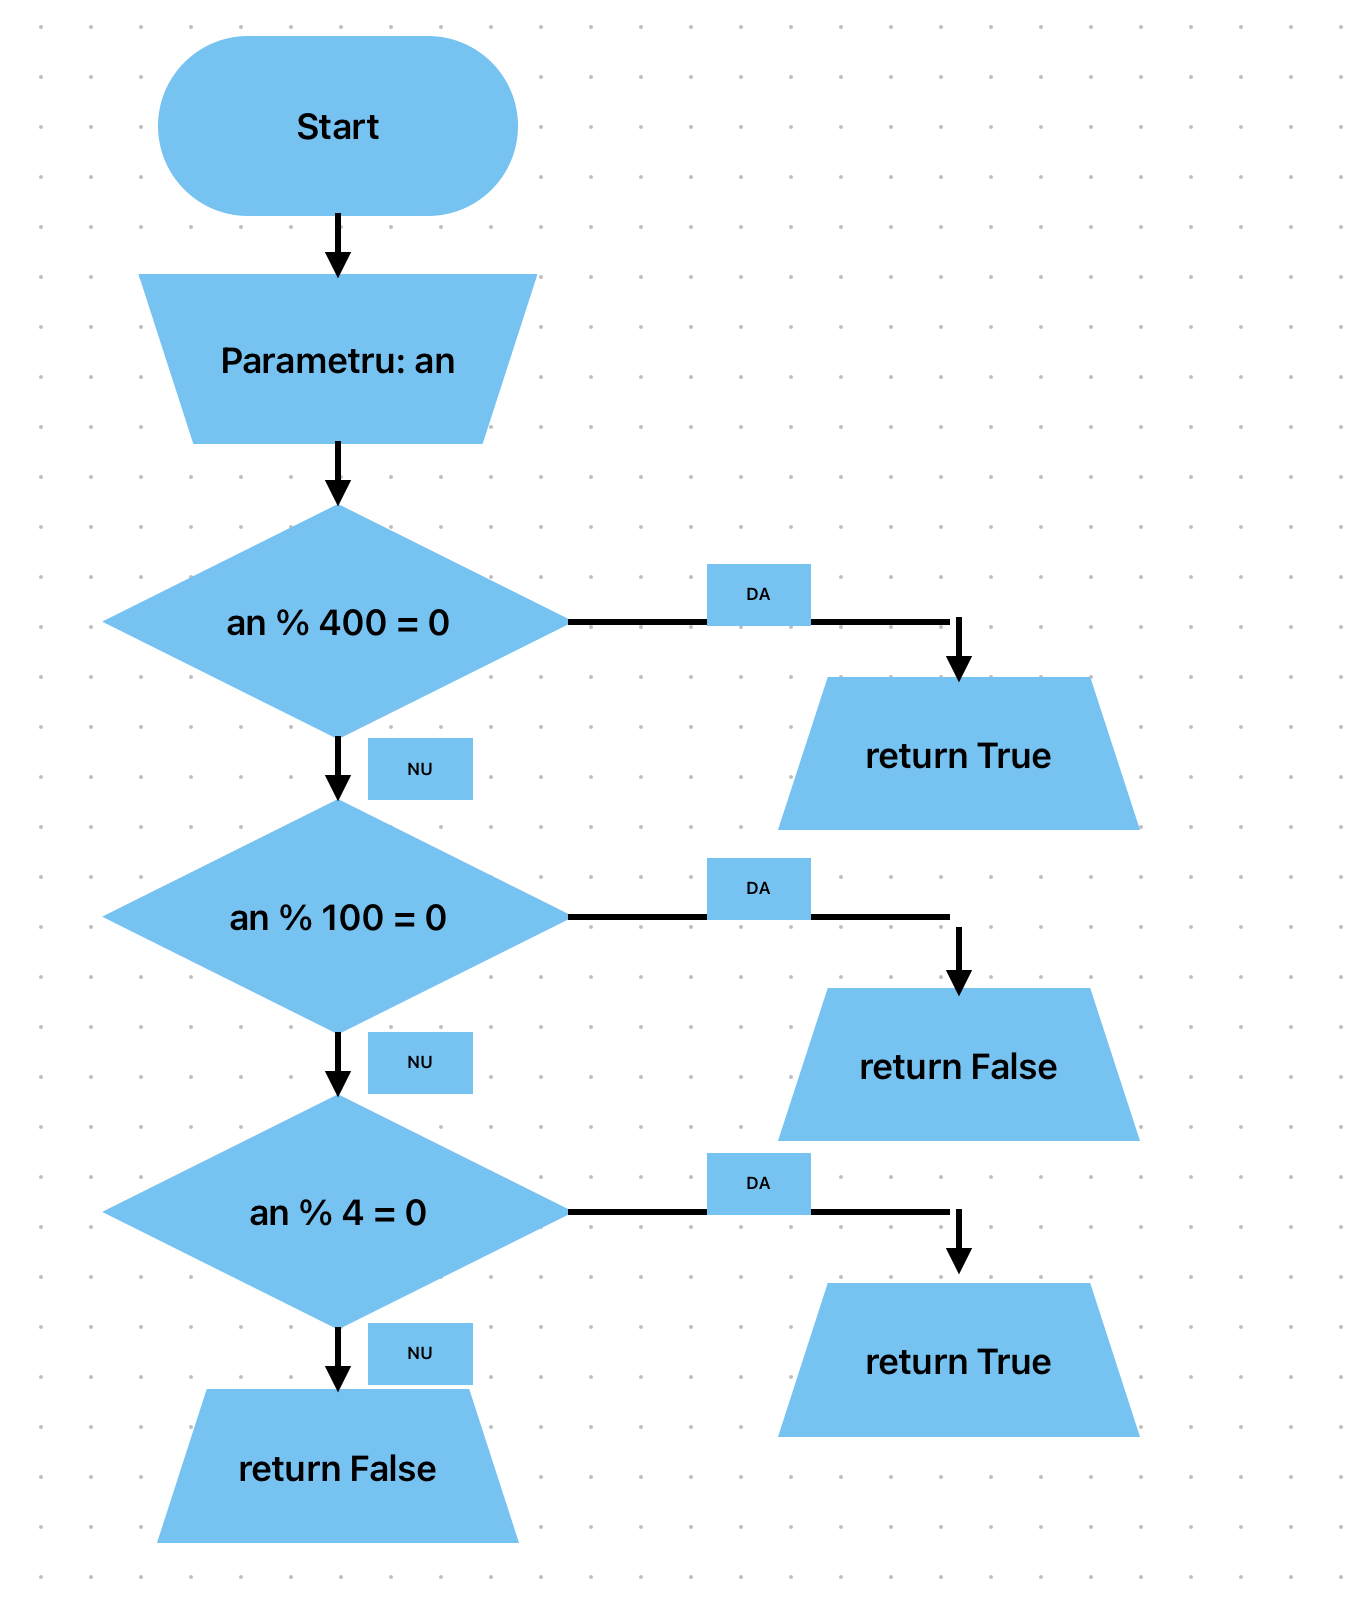 Start
Parametru: an
an % 400 = 0
DA
return True
NU
an % 100 = 0
DA
return False
NU
an % 4 = 0
DA
return True
NU
return False